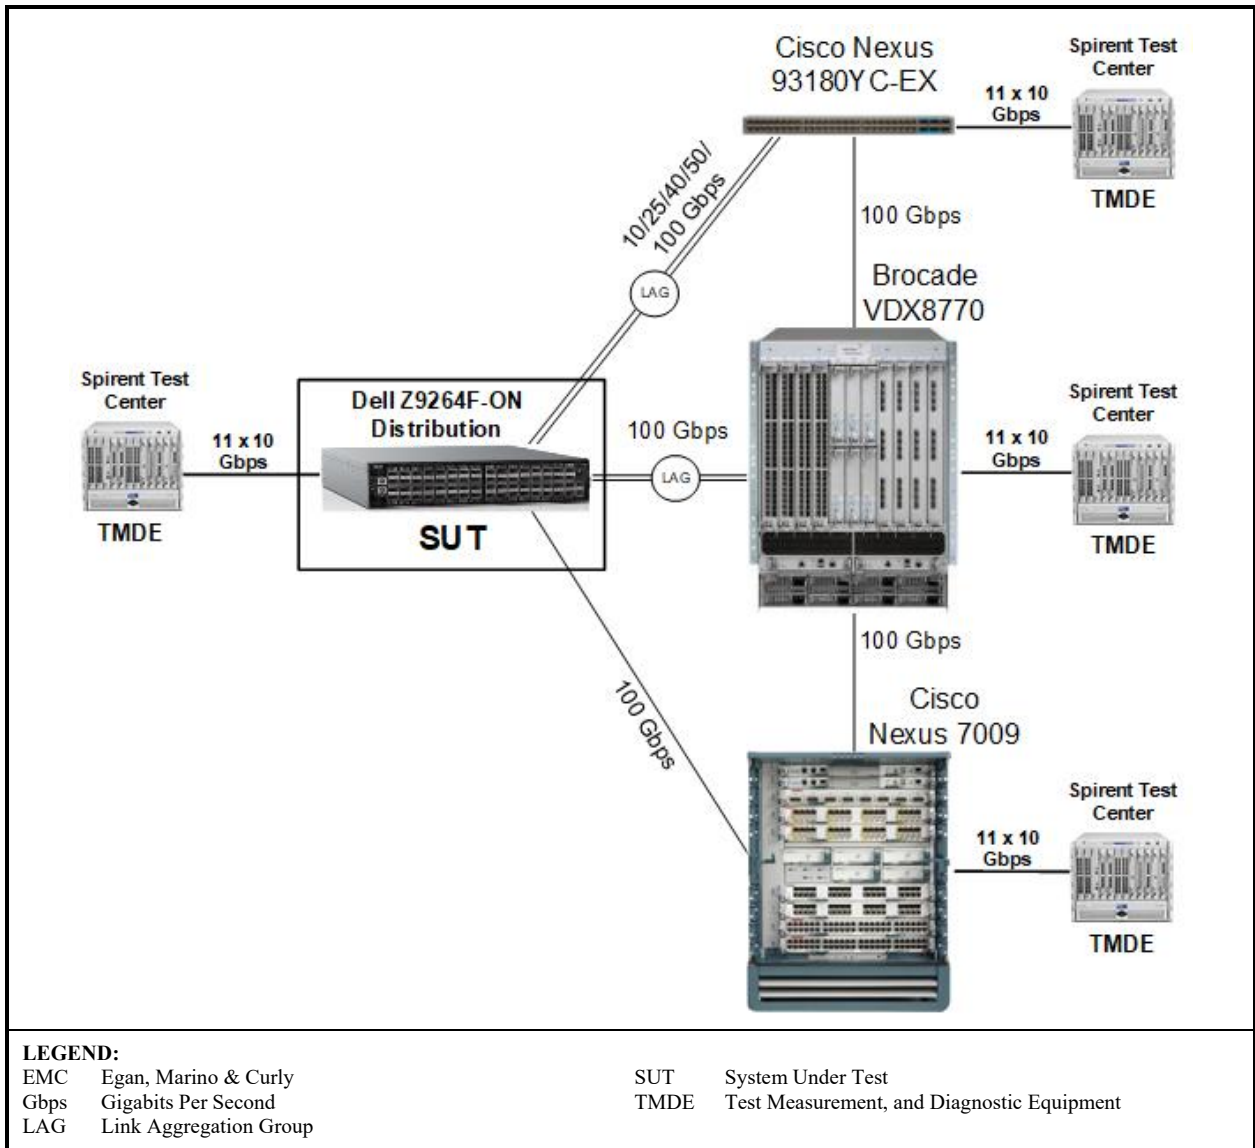 Cisco Nexus
93180YC-EX
Spirent Test
Center
11 x 10
Gbps
TMDE
10/25/40/50/
100 Gbps
LAG
100 Gbps
Brocade
VDX8770
Spirent Test
Center
11 x 10
Gbps
TMDE
Dell Z9264F-ON
Distribution
SUT
100 Gbps
LAG
Spirent Test
Center
11 x 10
Gbps
TMDE
100 Gbps
100 Gbps
Cisco
Nexus 7009
Spirent Test
Center
11 x 10
Gbps
TMDE
LEGEND:
EMC Egan, Marino & Curly
Gbps Gigabits Per Second
LAG Link Aggregation Group
SUT System Under Test
TMDE Test Measurement, and Diagnostic Equipment